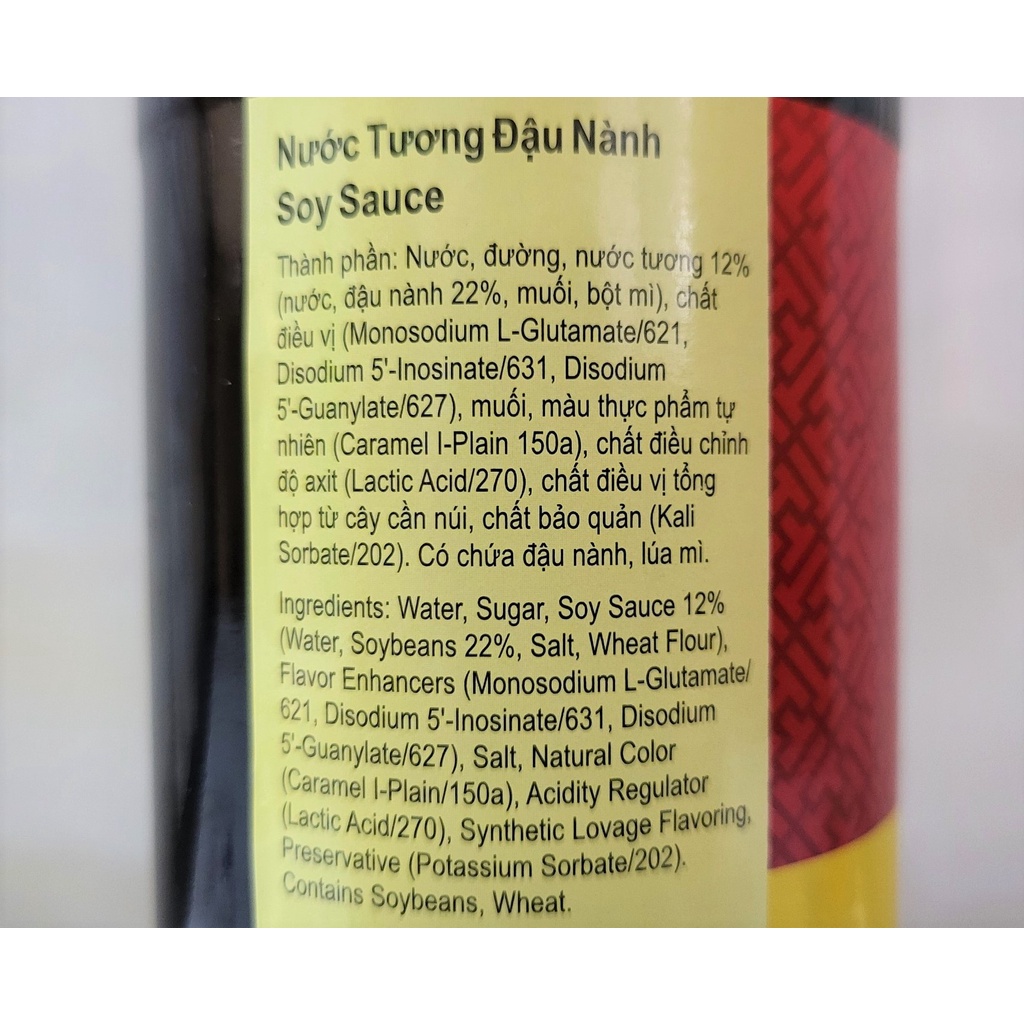 Nước Tương Đậu Nành
Soy Sauce
Thành phần: Nước, đường, nước tương 12%
(nước, đậu nành 22%, muối, bột mì), chất
điều vị (Monosodium L-Glutamate/621,
Disodium 5'-Inosinate/631, Disodium
5'-Guanylate/627), muối, màu thực phẩm tự
nhiên (Caramel I-Plain 150a), chất điều chỉnh
độ axit (Lactic Acid/270), chất điều vị tổng
hợp từ cây cần núi, chất bảo quản (Kali
Sorbate/202). Có chứa đậu nành, lúa mì.
Ingredients: Water, Sugar, Soy Sauce 12%
(Water, Soybeans 22%, Salt, Wheat Flour),
Flavor Enhancers (Monosodium L-Glutamate/
621, Disodium 5'-Inosinate/631, Disodium
5'-Guanylate/627), Salt, Natural Color
(Caramel I-Plain/150a), Acidity Regulator
(Lactic Acid/270), Synthetic Lovage Flavoring,
Preservative (Potassium Sorbate/202).
Contains Soybeans, Wheat.